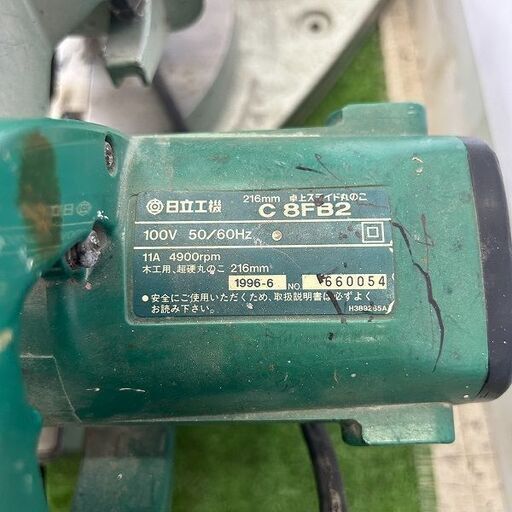 日立工機
216mm 卓上スライド丸のこ
C 8FB2
100V 50/60Hz
11A 4900rpm
木工用、超硬丸のこ 216mm
1996-6 NO. 660054
●安全にご使用いただくため、取扱説明書は必ずよく
お読み下さい。
H389265A